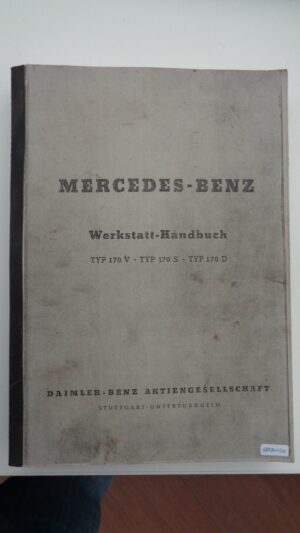 MERCEDES-BENZ
Werkstatt-Handbuch
TYP 170 V - TYP 170 S - TYP 170 D
DAIMLER-BENZ AKTIENGESELLSCHAFT
STUTTGART-UNTERTÜRKHEIM